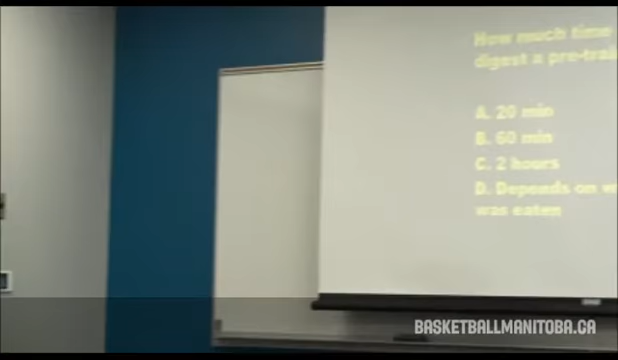 How much time
digest a pre-trai
A. 20 min
B. 60 min
C. 2 hours
D. Depends on w
was eaten
BASKETBALLMANITOBA.CA